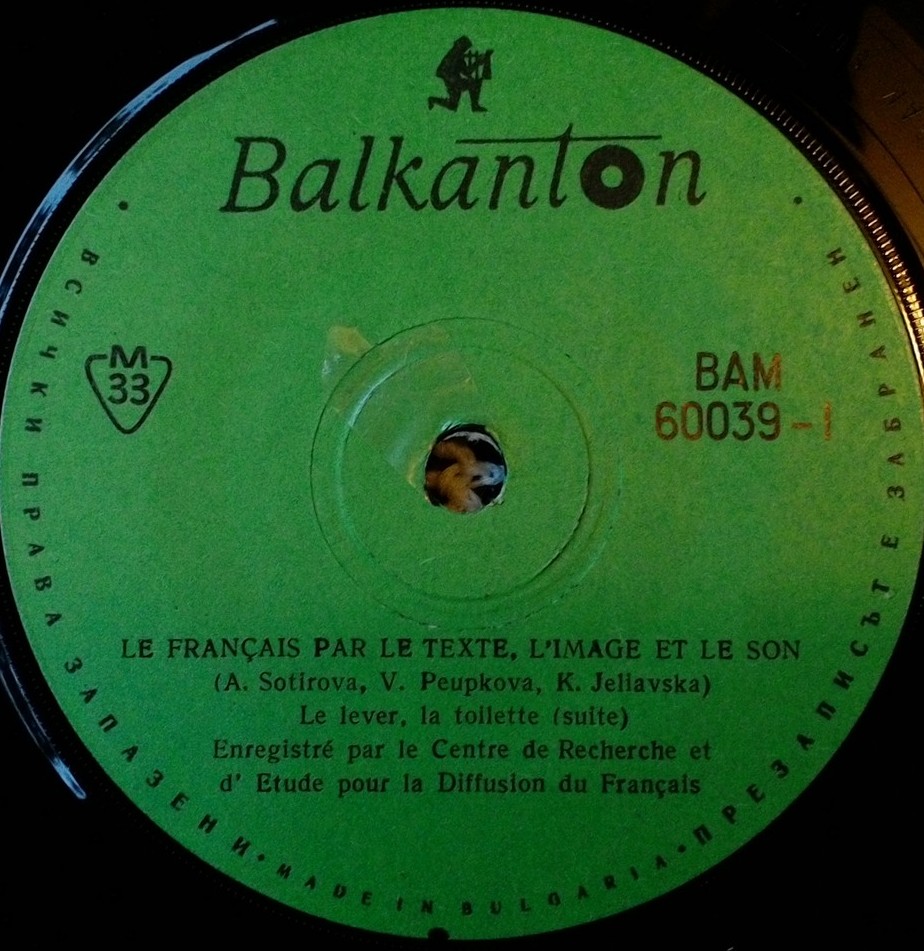 Balkanton
M
33
BAM
60039-I
LE FRANÇAIS PAR LE TEXTE, L'IMAGE ET LE SON
(A. Sotirova, V. Peupkova, K. Jeliavska)
Le lever, la toilette (suite)
Enregistré par le Centre de Recherche et
d' Etude pour la Diffusion du Français
• ВСИЧКИ ПРАВА ЗАПАЗЕНИ • MADE IN BULGARIA • ПРЕЗАПИСЪТ Е ЗАБРАНЕН •